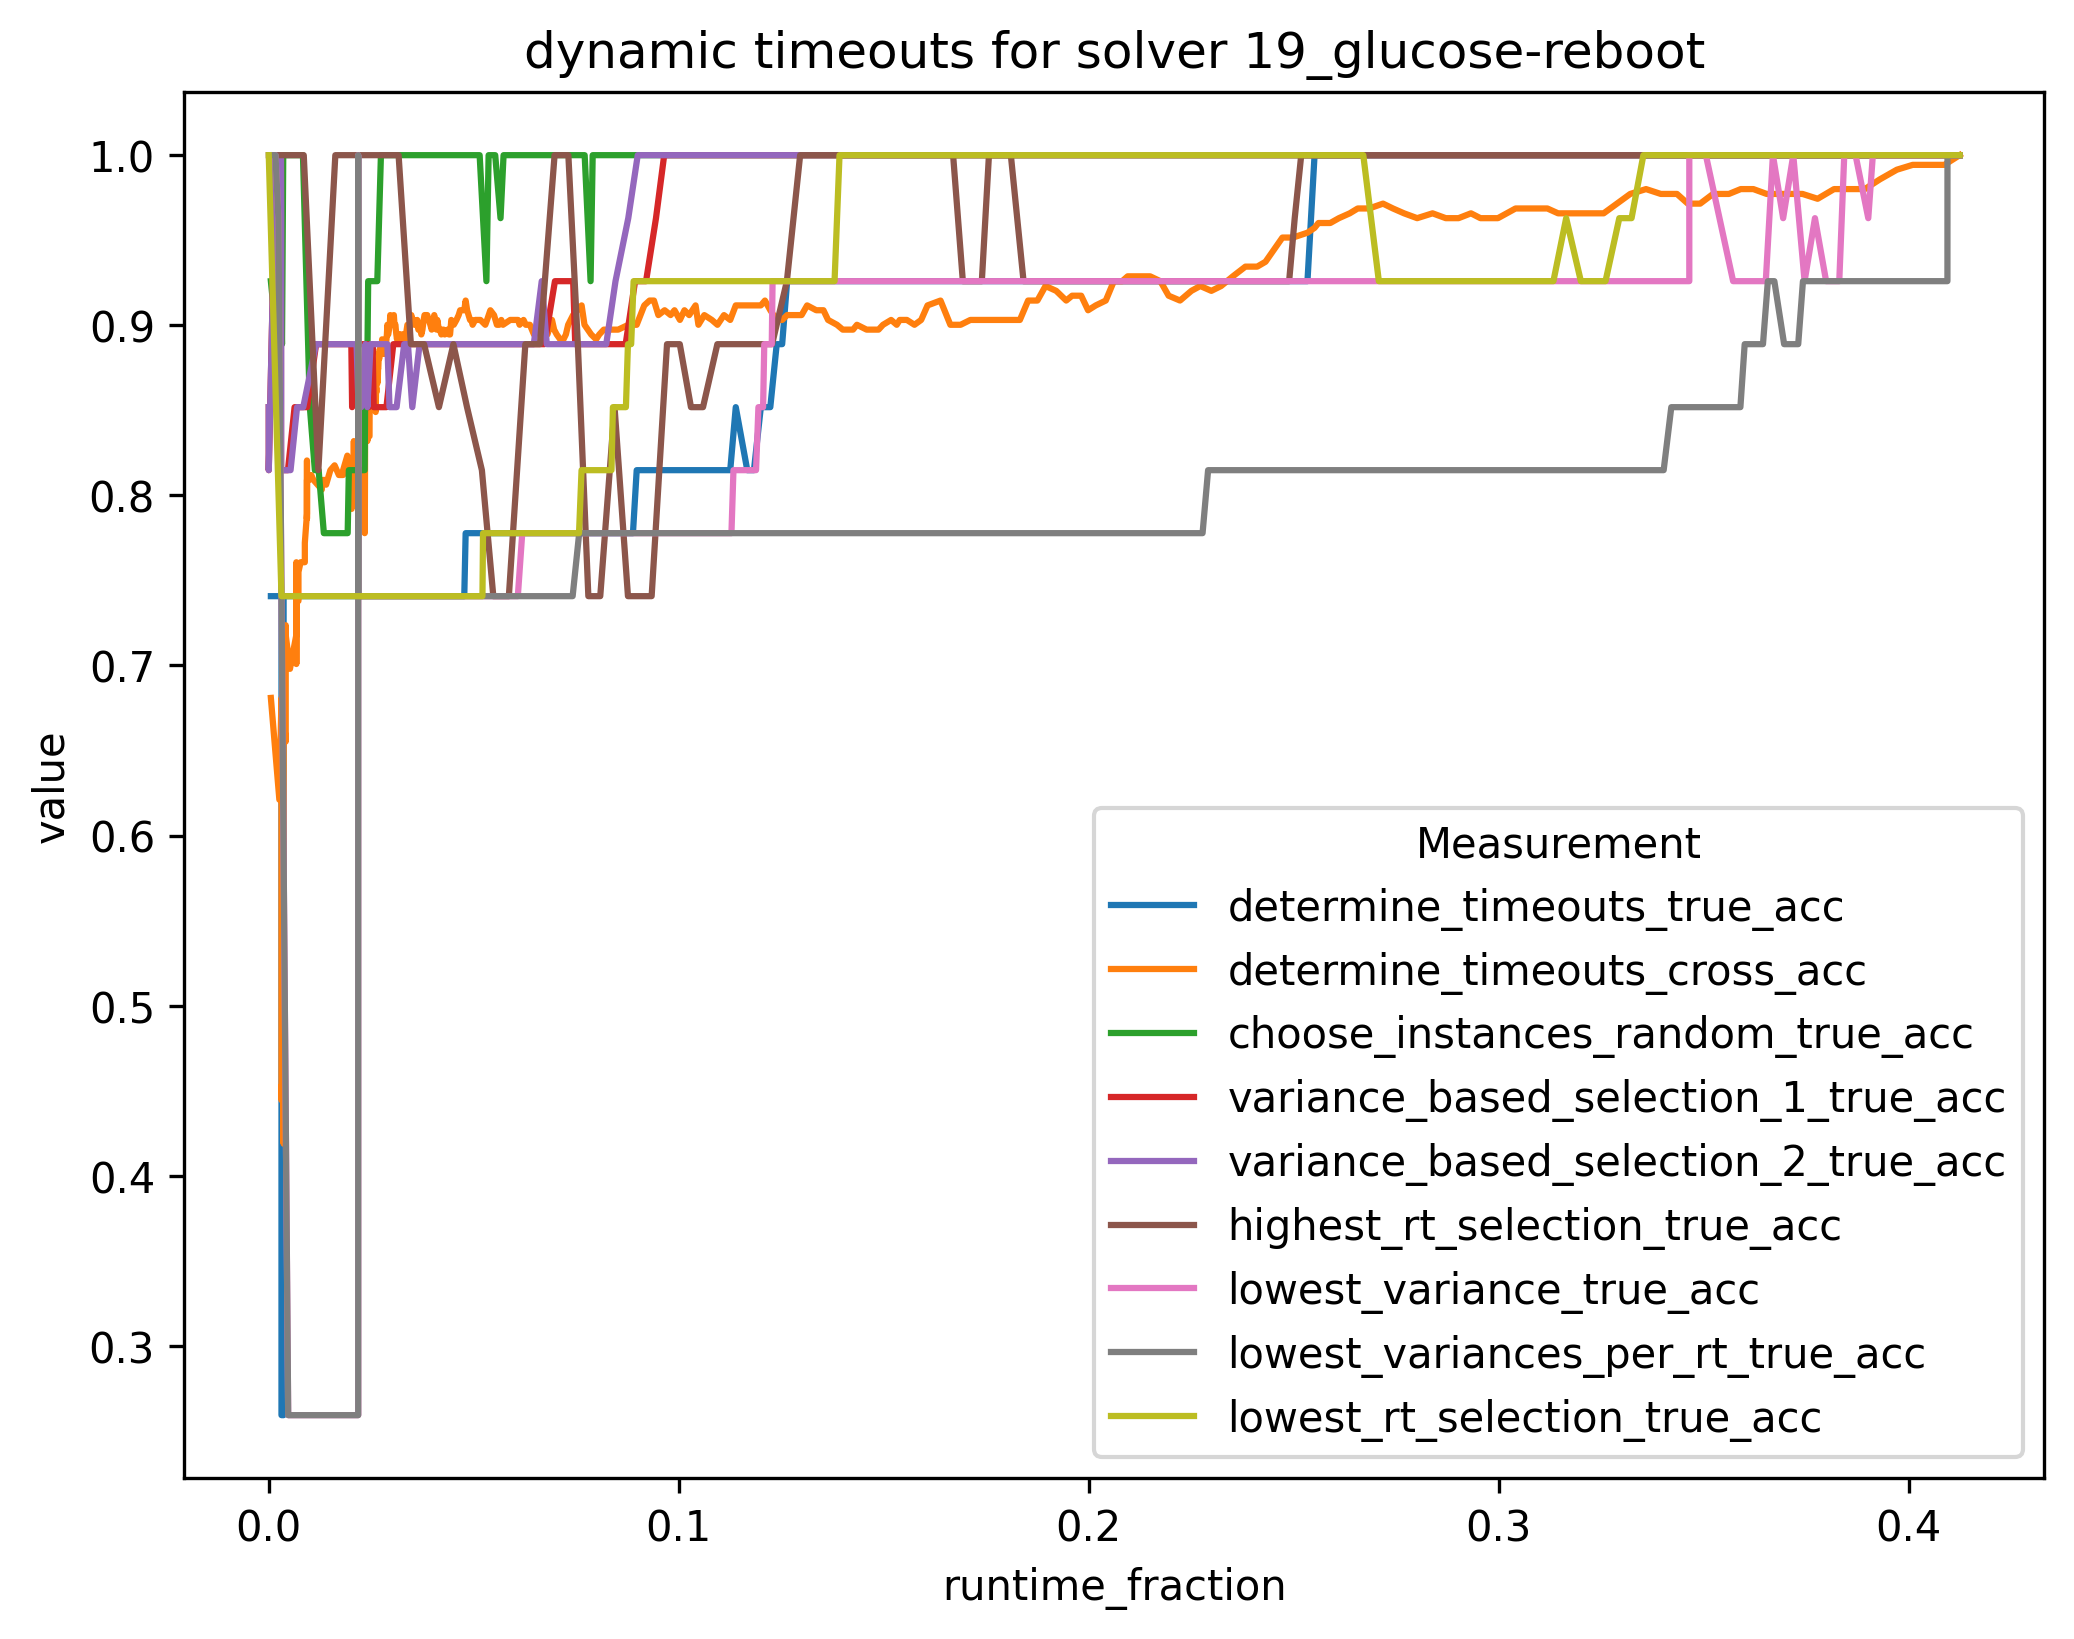 dynamic timeouts for solver 19_glucose-reboot
1.0
0.9
0.8
0.7
0.6
0.5
0.4
0.3
value
Measurement
determine_timeouts_true_acc
determine_timeouts_cross_acc
choose_instances_random_true_acc
variance_based_selection_1_true_acc
variance_based_selection_2_true_acc
highest_rt_selection_true_acc
lowest_variance_true_acc
lowest_variances_per_rt_true_acc
lowest_rt_selection_true_acc
0.0 0.1 0.2 0.3 0.4
runtime_fraction